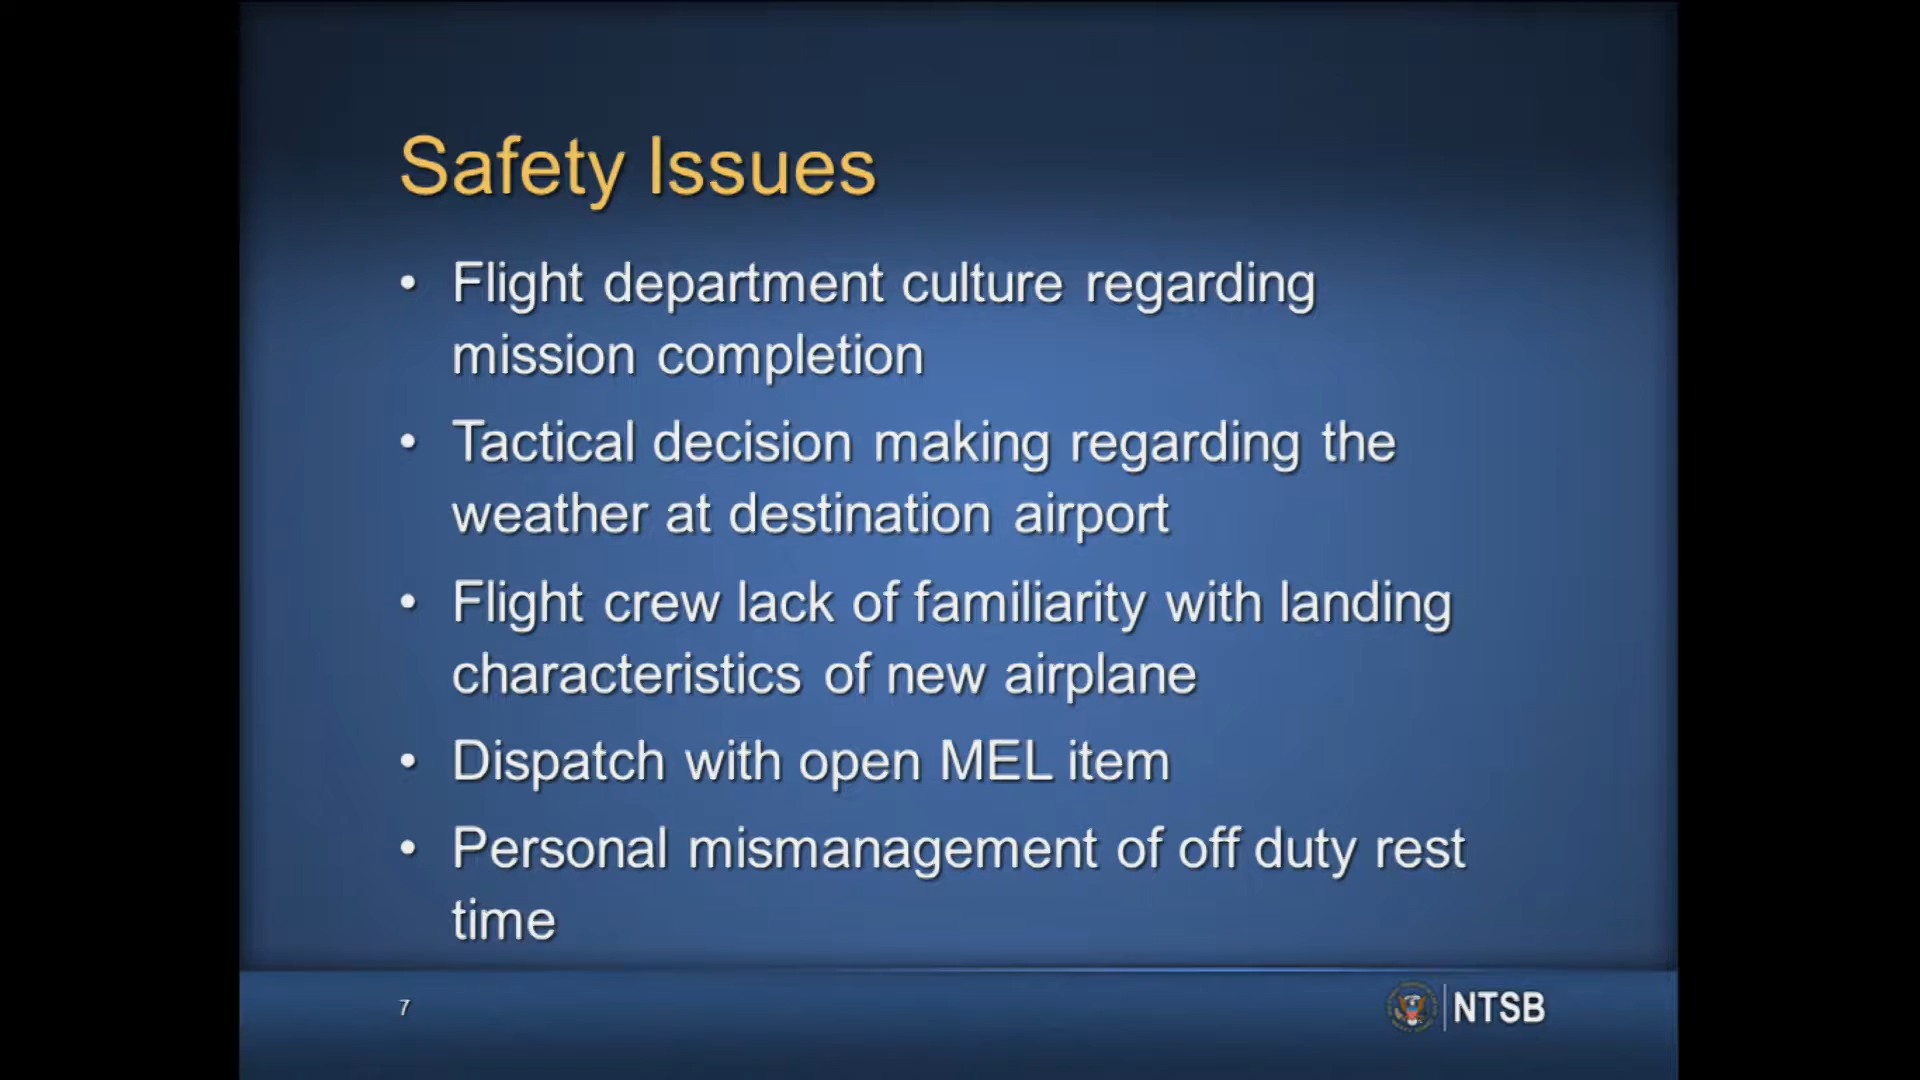 Safety Issues
• Flight department culture regarding
mission completion
• Tactical decision making regarding the
weather at destination airport
• Flight crew lack of familiarity with landing
characteristics of new airplane
• Dispatch with open MEL item
• Personal mismanagement of off duty rest
time
7
NTSB